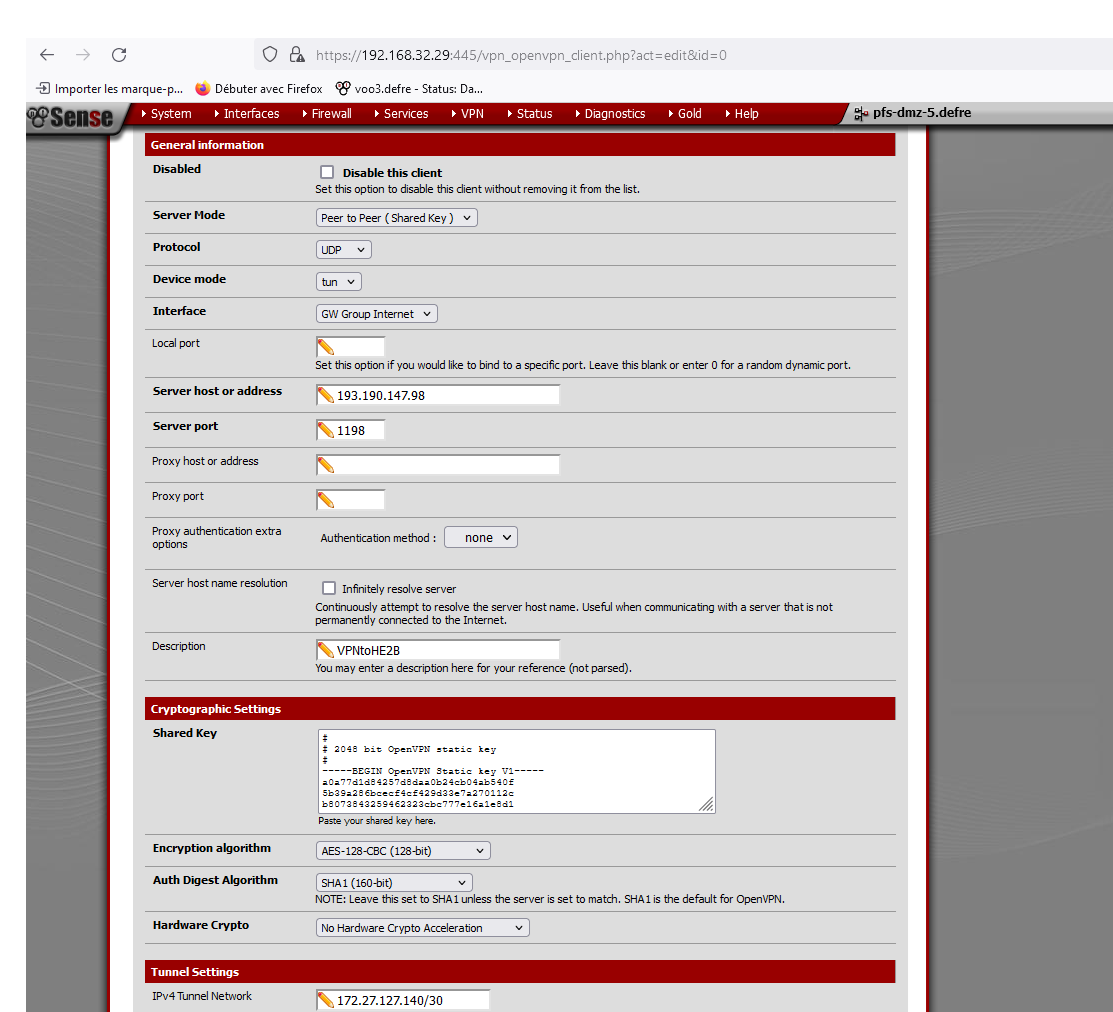 https://192.168.32.29:445/vpn_openvpn_client.php?act=edit&id=0
Importer les marque-p... Débuter avec Firefox voo3.defre - Status: Da...
Sense System Interfaces Firewall Services VPN Status Diagnostics Gold Help pfs-dmz-5.defre
General information
Disabled
Disable this client
Set this option to disable this client without removing it from the list.
Server Mode Peer to Peer ( Shared Key )
Protocol UDP
Device mode tun
Interface GW Group Internet
Local port
Set this option if you would like to bind to a specific port. Leave this blank or enter 0 for a random dynamic port.
Server host or address 193.190.147.98
Server port 1198
Proxy host or address
Proxy port
Proxy authentication extra
options
Authentication method : none
Server host name resolution
Infinitely resolve server
Continuously attempt to resolve the server host name. Useful when communicating with a server that is not
permanently connected to the Internet.
Description VPNtoHE2B
You may enter a description here for your reference (not parsed).
Cryptographic Settings
Shared Key
#
# 2048 bit OpenVPN static key
#
-----BEGIN OpenVPN Static key V1-----
a0a77d1d84257d8daa0b24cb04ab540f
5b39a286bcecf4cf429d33e7a270112c
b8073843259462323cbc777e16a1e8d1
Paste your shared key here.
Encryption algorithm AES-128-CBC (128-bit)
Auth Digest Algorithm SHA1 (160-bit)
NOTE: Leave this set to SHA1 unless the server is set to match. SHA1 is the default for OpenVPN.
Hardware Crypto No Hardware Crypto Acceleration
Tunnel Settings
IPv4 Tunnel Network 172.27.127.140/30